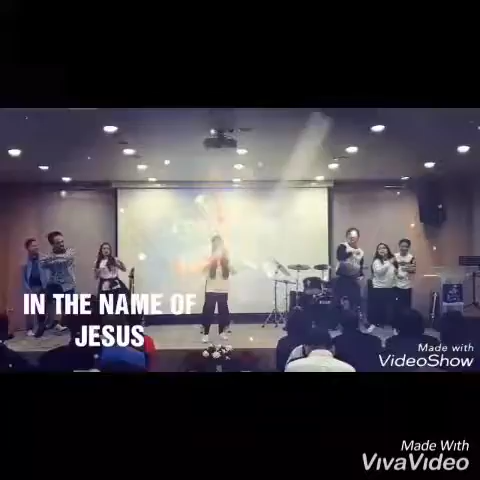 IN THE NAME OF
JESUS
Made with
VideoShow
Made With
VivaVideo